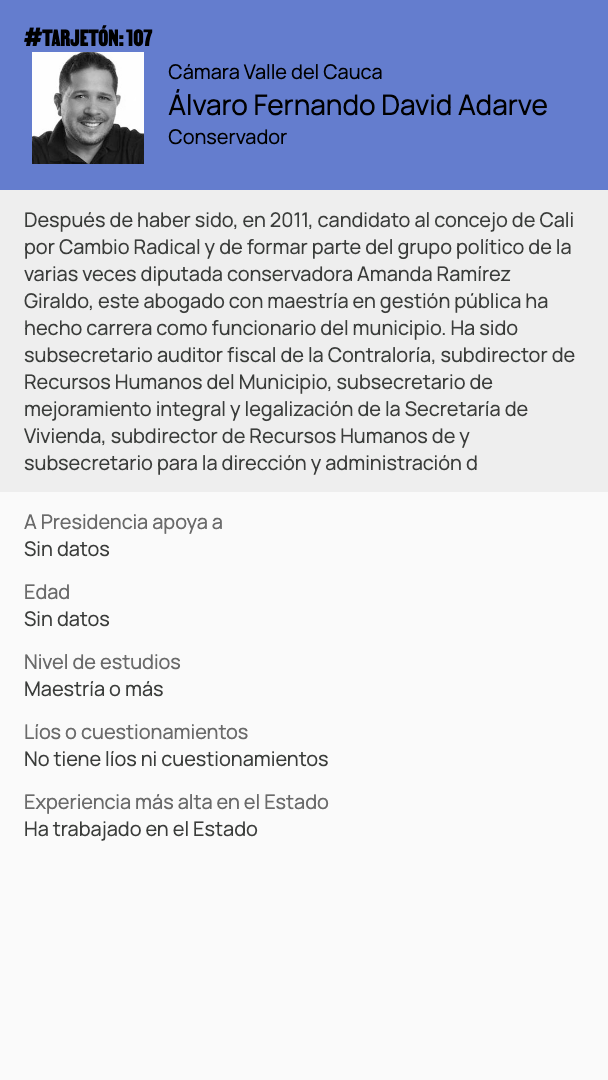 #TARJETÓN: 107
Cámara Valle del Cauca
Álvaro Fernando David Adarve
Conservador
Después de haber sido, en 2011, candidato al concejo de Cali
por Cambio Radical y de formar parte del grupo político de la
varias veces diputada conservadora Amanda Ramírez
Giraldo, este abogado con maestría en gestión pública ha
hecho carrera como funcionario del municipio. Ha sido
subsecretario auditor fiscal de la Contraloría, subdirector de
Recursos Humanos del Municipio, subsecretario de
mejoramiento integral y legalización de la Secretaría de
Vivienda, subdirector de Recursos Humanos de y
subsecretario para la dirección y administración d
A Presidencia apoya a
Sin datos
Edad
Sin datos
Nivel de estudios
Maestría o más
Líos o cuestionamientos
No tiene líos ni cuestionamientos
Experiencia más alta en el Estado
Ha trabajado en el Estado